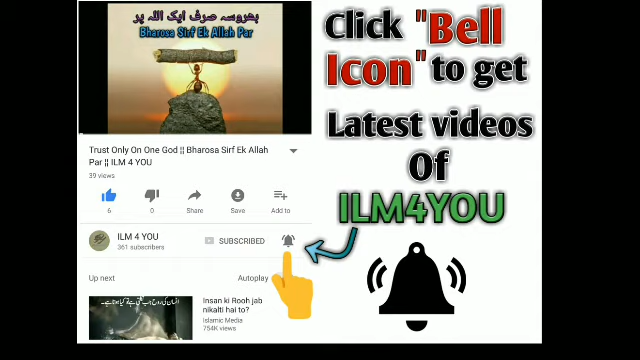 بھروسہ صرف ایک اللہ پر
Bharosa Sirf Ek Allah Par
Trust Only On One God ¦¦ Bharosa Sirf Ek Allah
Par ¦¦ ILM 4 YOU
39 views
6
0
Share
Save
Add to
ILM 4 YOU
361 subscribers
SUBSCRIBED
Up next
Autoplay
Insan ki Rooh jab
nikalti hai to?
Islamic Media
754K views
Click "Bell
Icon" to get
Latest videos
Of
ILM4YOU